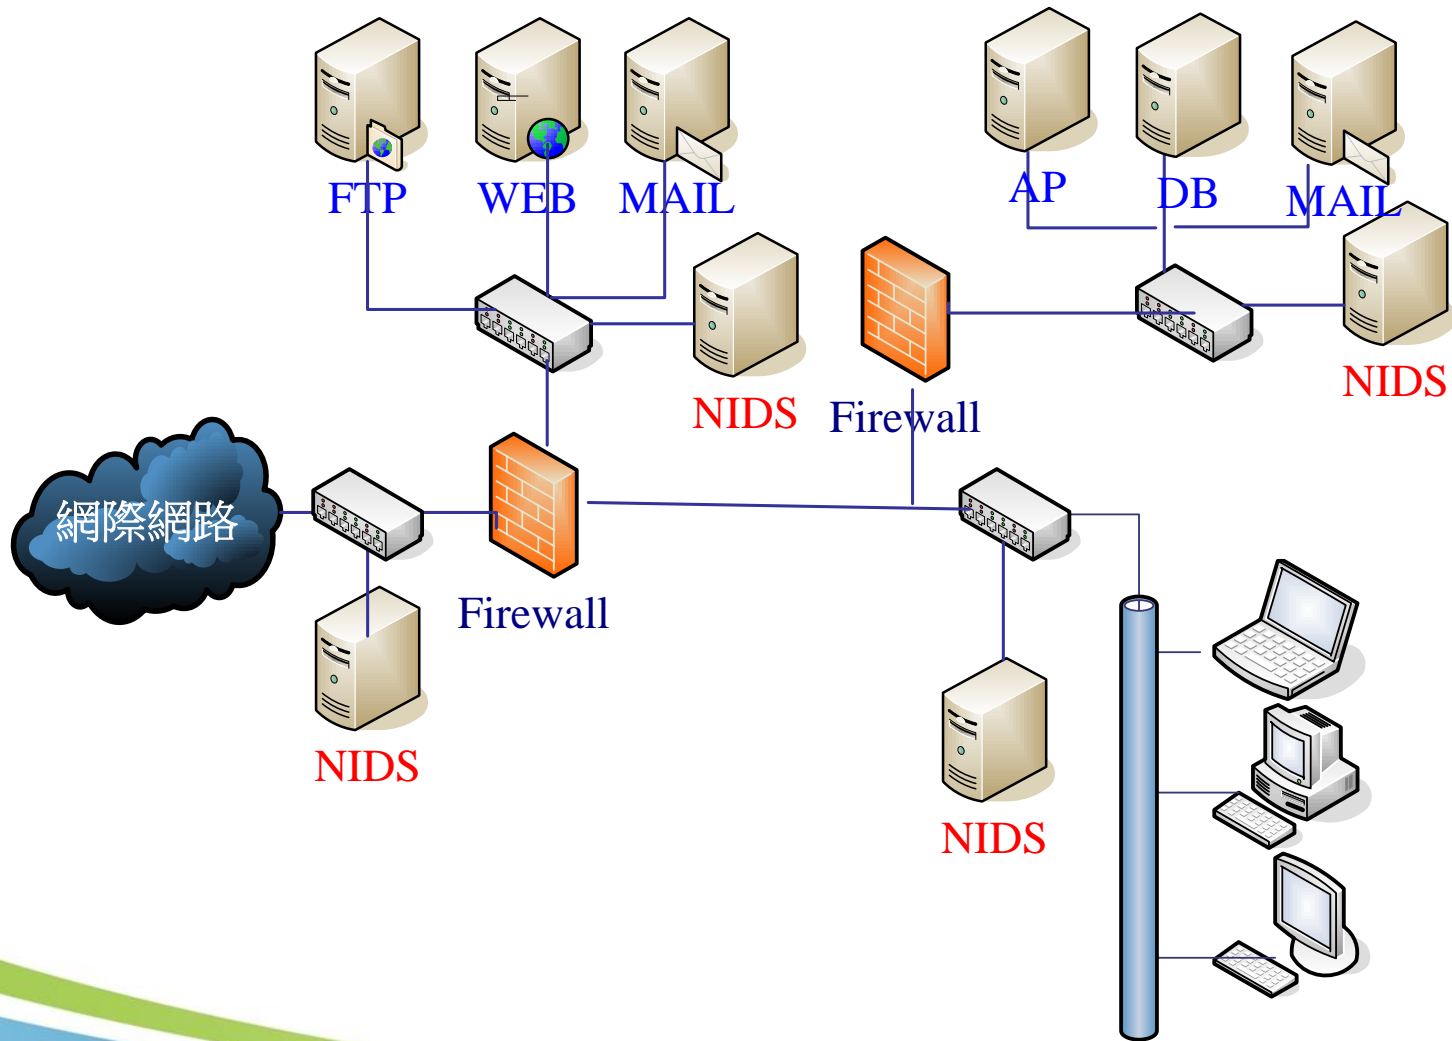 FTP
WEB
MAIL
AP
DB
MAIL
NIDS
Firewall
NIDS
網際網路
Firewall
NIDS
NIDS